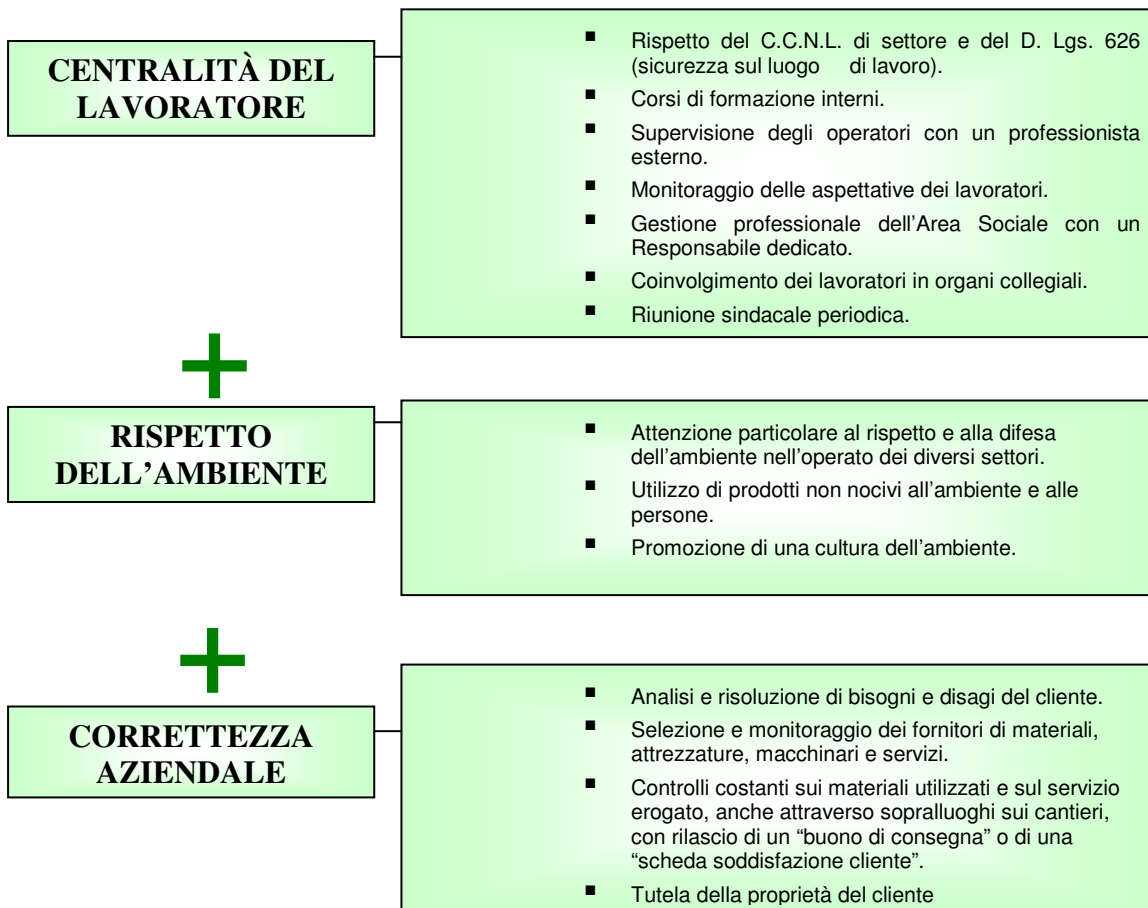 CENTRALITÀ DEL
LAVORATORE
▪ Rispetto del C.C.N.L. di settore e del D. Lgs. 626
(sicurezza sul luogo di lavoro).
▪ Corsi di formazione interni.
▪ Supervisione degli operatori con un professionista
esterno.
▪ Monitoraggio delle aspettative dei lavoratori.
▪ Gestione professionale dell’Area Sociale con un
Responsabile dedicato.
▪ Coinvolgimento dei lavoratori in organi collegiali.
▪ Riunione sindacale periodica.
+
RISPETTO
DELL’AMBIENTE
▪ Attenzione particolare al rispetto e alla difesa
dell’ambiente nell’operato dei diversi settori.
▪ Utilizzo di prodotti non nocivi all’ambiente e alle
persone.
▪ Promozione di una cultura dell’ambiente.
+
CORRETTEZZA
AZIENDALE
▪ Analisi e risoluzione di bisogni e disagi del cliente.
▪ Selezione e monitoraggio dei fornitori di materiali,
attrezzature, macchinari e servizi.
▪ Controlli costanti sui materiali utilizzati e sul servizio
erogato, anche attraverso sopralluoghi sui cantieri,
con rilascio di un “buono di consegna” o di una
“scheda soddisfazione cliente”.
▪ Tutela della proprietà del cliente